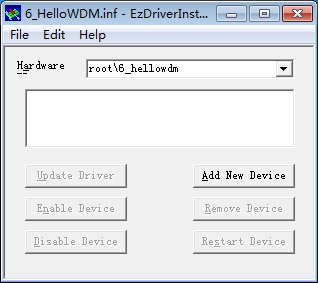 6_HelloWDM.inf - EzDriverInst...
File Edit Help
Hardware root\6_hellowdm
Update Driver Add New Device
Enable Device Remove Device
Disable Device Restart Device